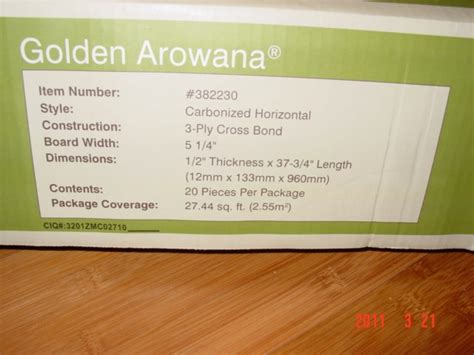 Golden Arowana®
Item Number: #382230
Style: Carbonized Horizontal
Construction: 3-Ply Cross Bond
Board Width: 5 1/4"
Dimensions: 1/2" Thickness x 37-3/4" Length
(12mm x 133mm x 960mm)
Contents: 20 Pieces Per Package
Package Coverage: 27.44 sq. ft. (2.55m²)
CIQ#:3201ZMC02710
2011 3 21